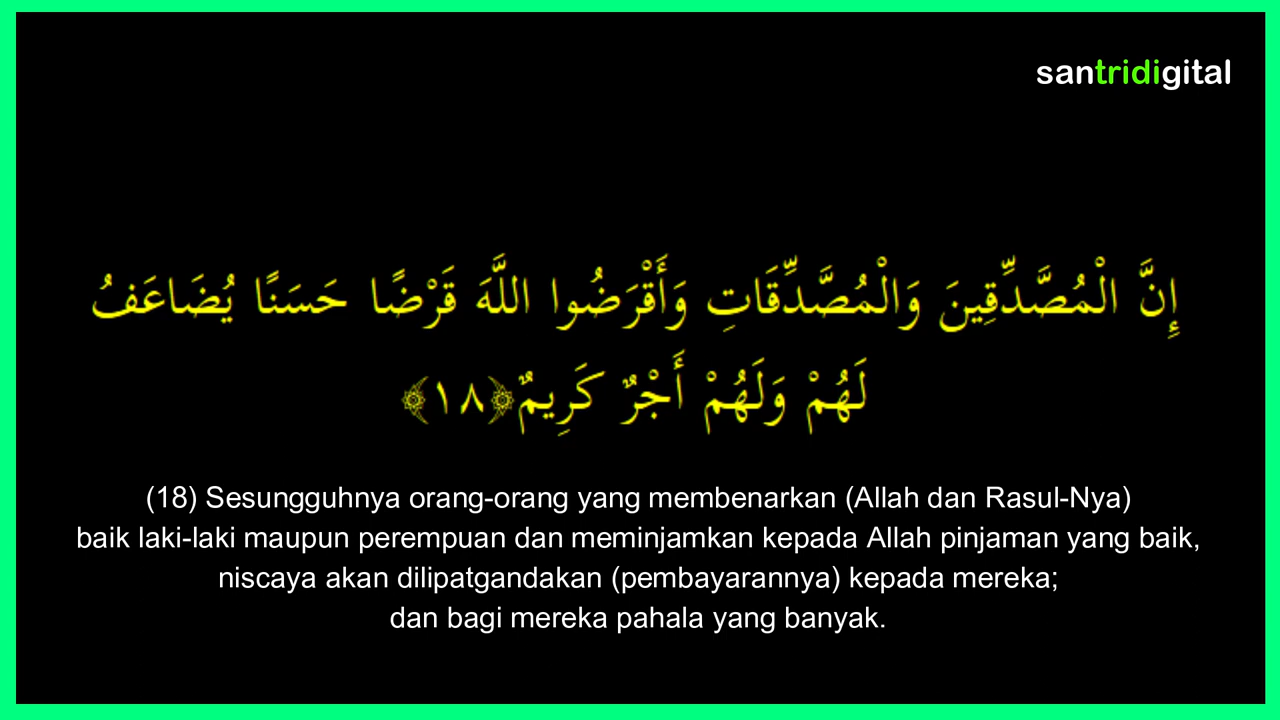 santridigital
إِنَّ الْمُصَّدِّقِينَ وَالْمُصَّدِّقَاتِ وَأَقْرَضُوا اللَّهَ قَرْضًا حَسَنًا يُضَاعَفُ
لَهُمْ وَلَهُمْ أَجْرٌ كَرِيمٌ﴿١٨﴾
(18) Sesungguhnya orang-orang yang membenarkan (Allah dan Rasul-Nya)
baik laki-laki maupun perempuan dan meminjamkan kepada Allah pinjaman yang baik,
niscaya akan dilipatgandakan (pembayarannya) kepada mereka;
dan bagi mereka pahala yang banyak.